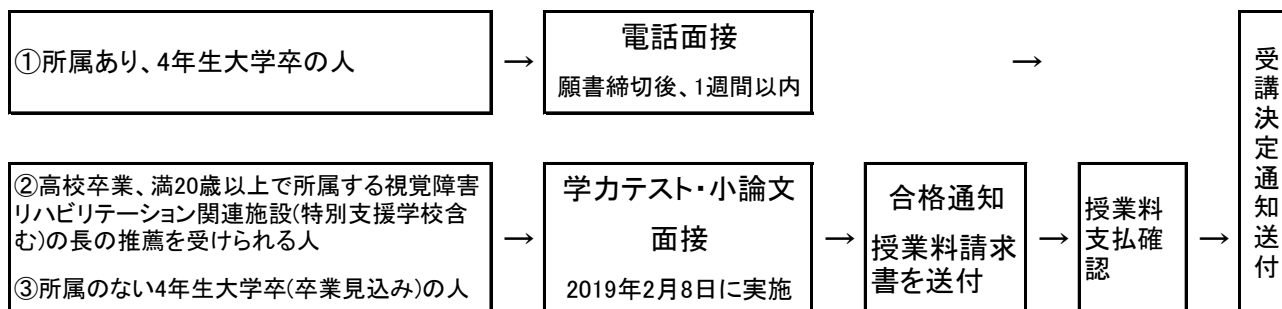 ①所属あり、4年生大学卒の人
→
電話面接
願書締切後、1週間以内
→
②高校卒業、満20歳以上で所属する視覚障害
リハビリテーション関連施設(特別支援学校含
む)の長の推薦を受けられる人
③所属のない4年生大学卒(卒業見込み)の人
→
学力テスト・小論文
面接
2019年2月8日に実施
→
合格通知
授業料請求
書を送付
→
授業料
支払確
認
→
受講決定通知送付